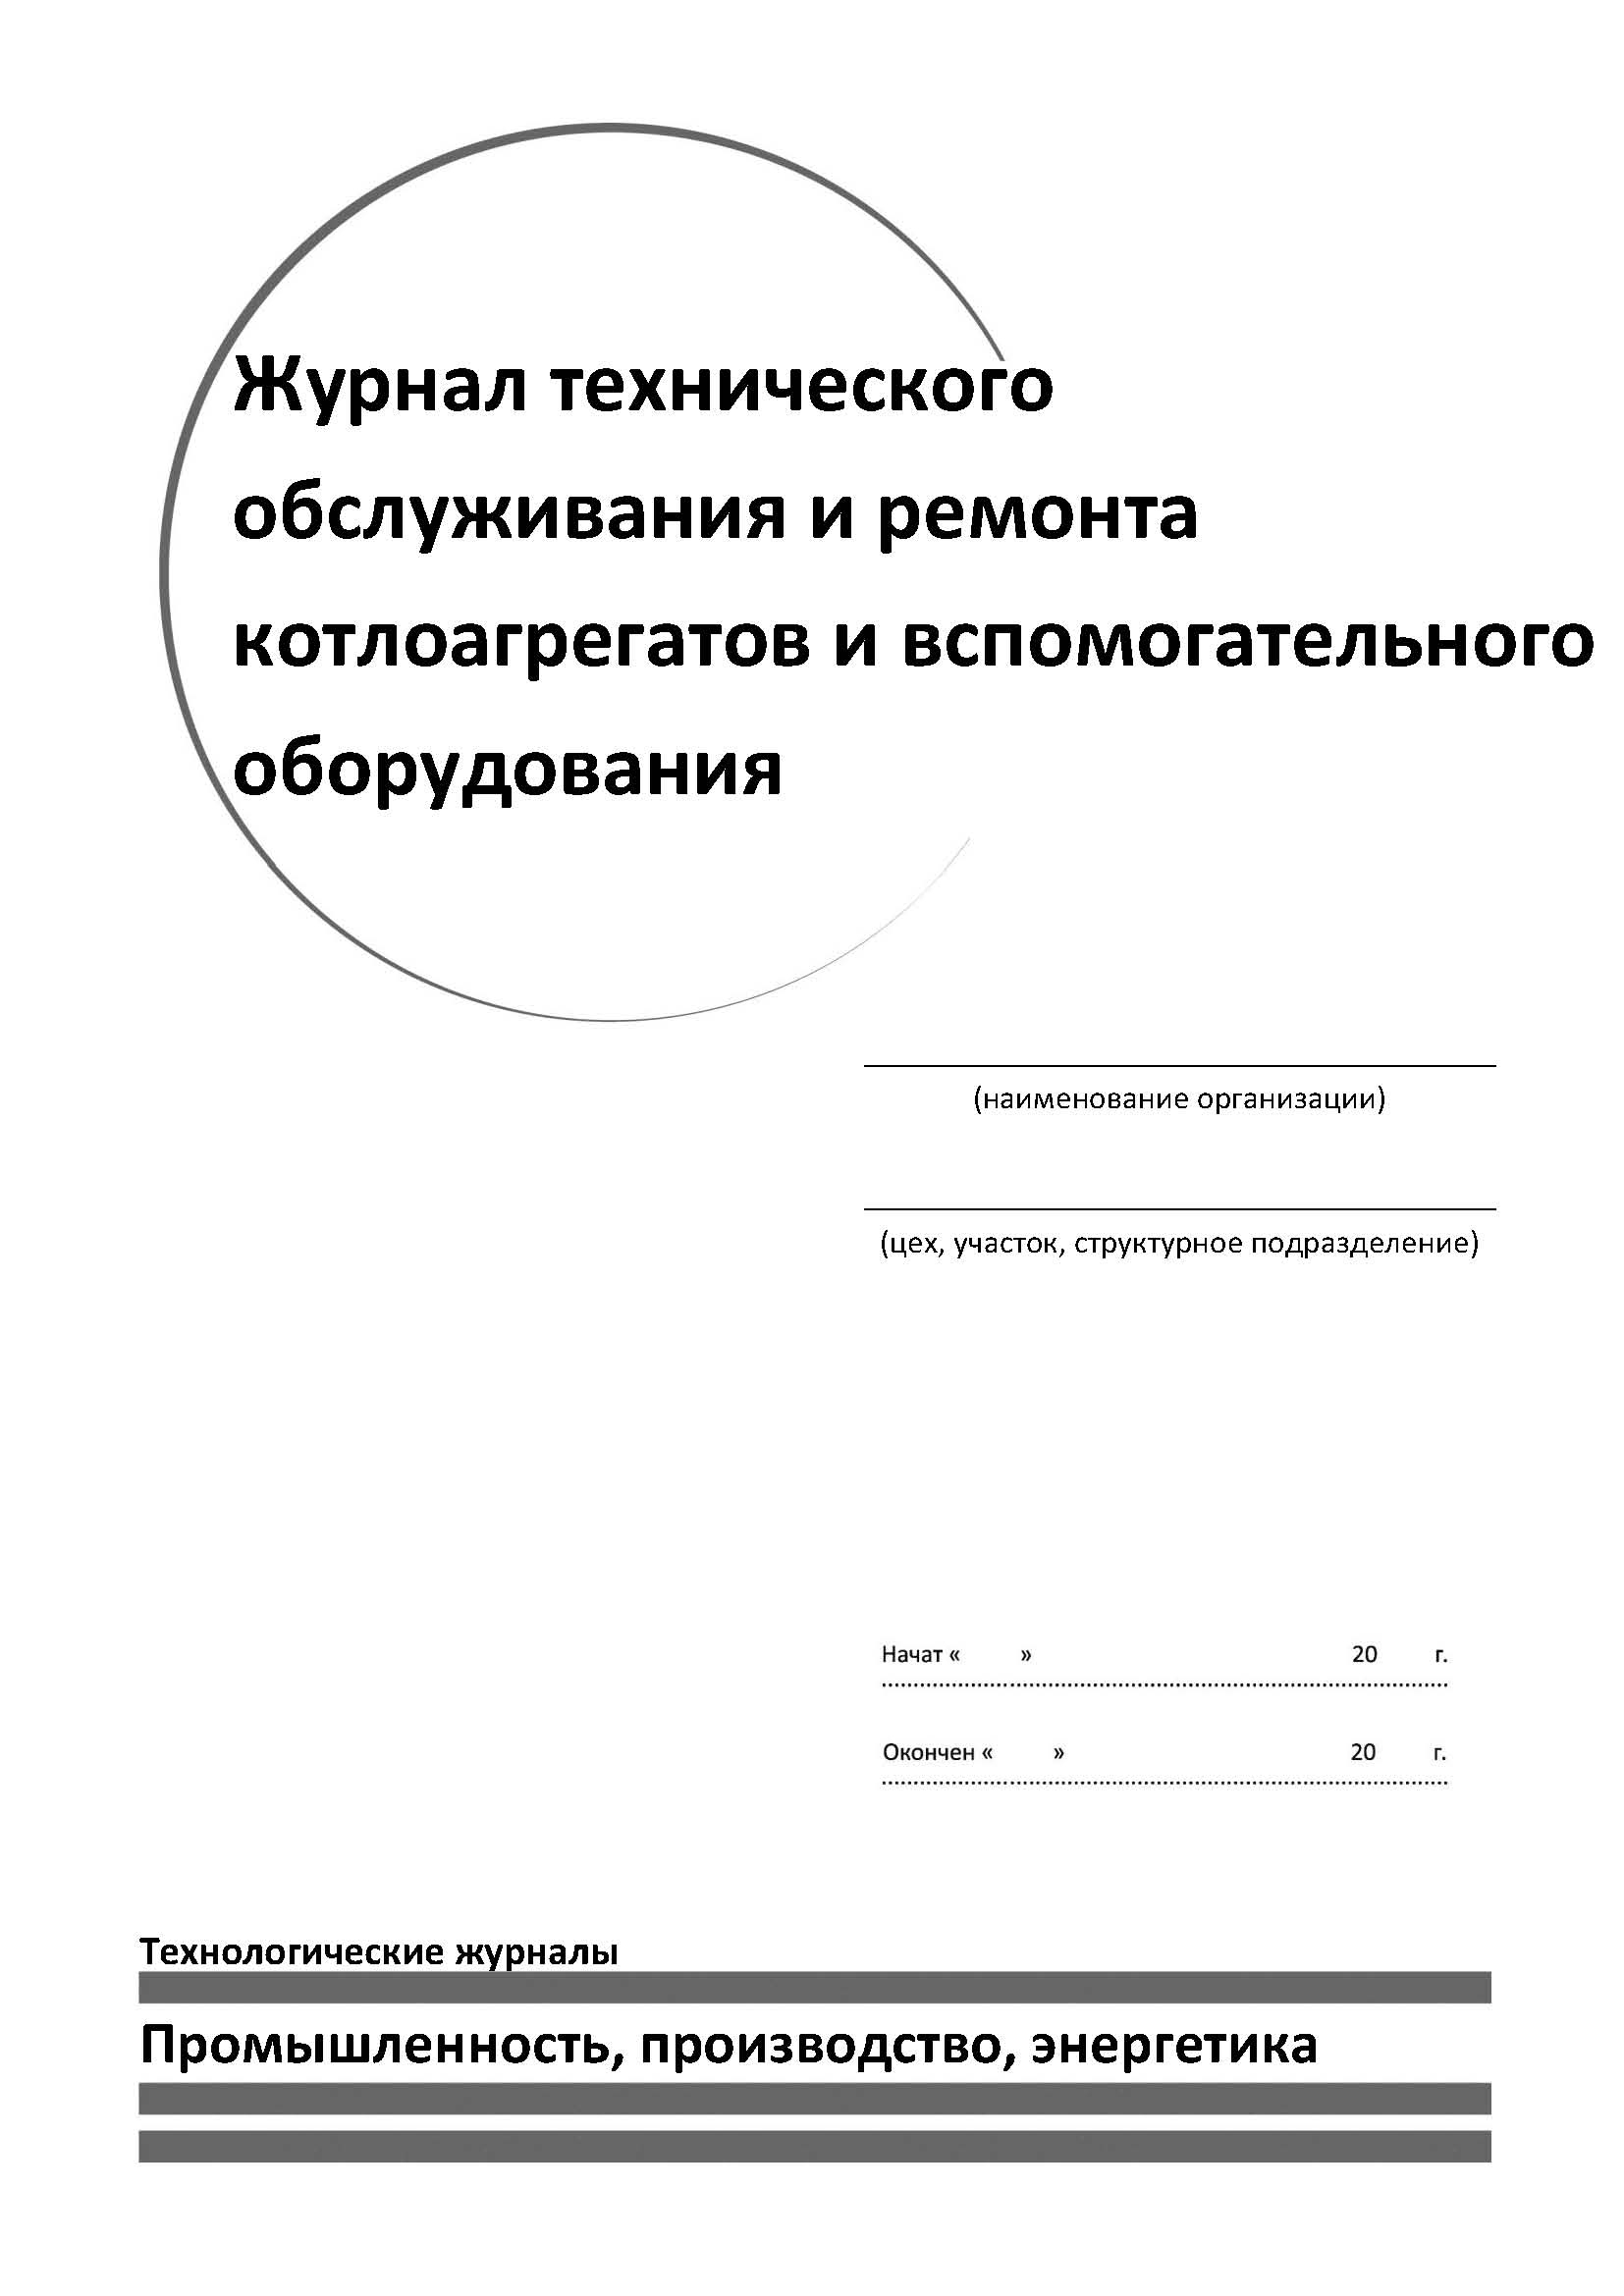 Журнал технического
обслуживания и ремонта
котлоагрегатов и вспомогательного
оборудования
(наименование организации)
(цех, участок, структурное подразделение)
Начат « » 20 г.
Окончен « » 20 г.
Технологические журналы
Промышленность, производство, энергетика